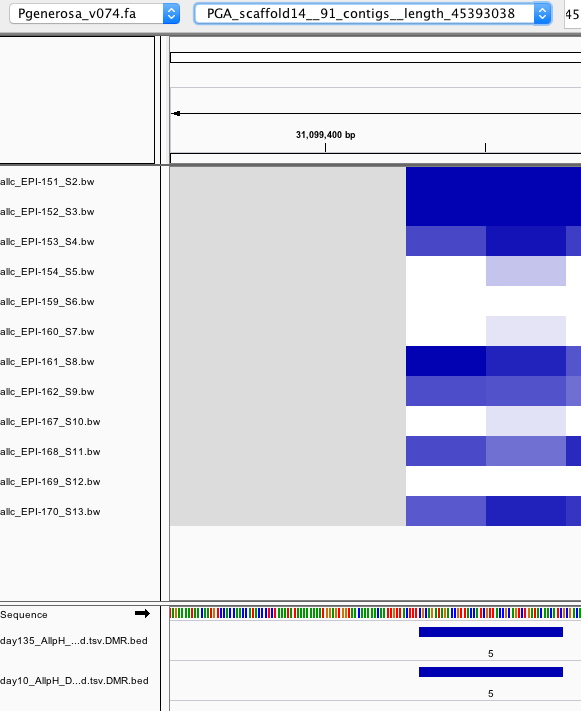 Pgenerosa_v074.fa
PGA_scaffold14__91_contigs__length_45393038
45
31,099,400 bp
allc_EPI-151_S2.bw
allc_EPI-152_S3.bw
allc_EPI-153_S4.bw
allc_EPI-154_S5.bw
allc_EPI-159_S6.bw
allc_EPI-160_S7.bw
allc_EPI-161_S8.bw
allc_EPI-162_S9.bw
allc_EPI-167_S10.bw
allc_EPI-168_S11.bw
allc_EPI-169_S12.bw
allc_EPI-170_S13.bw
Sequence
day135_AllpH_...d.tsv.DMR.bed
5
day10_AllpH_D...d.tsv.DMR.bed
5